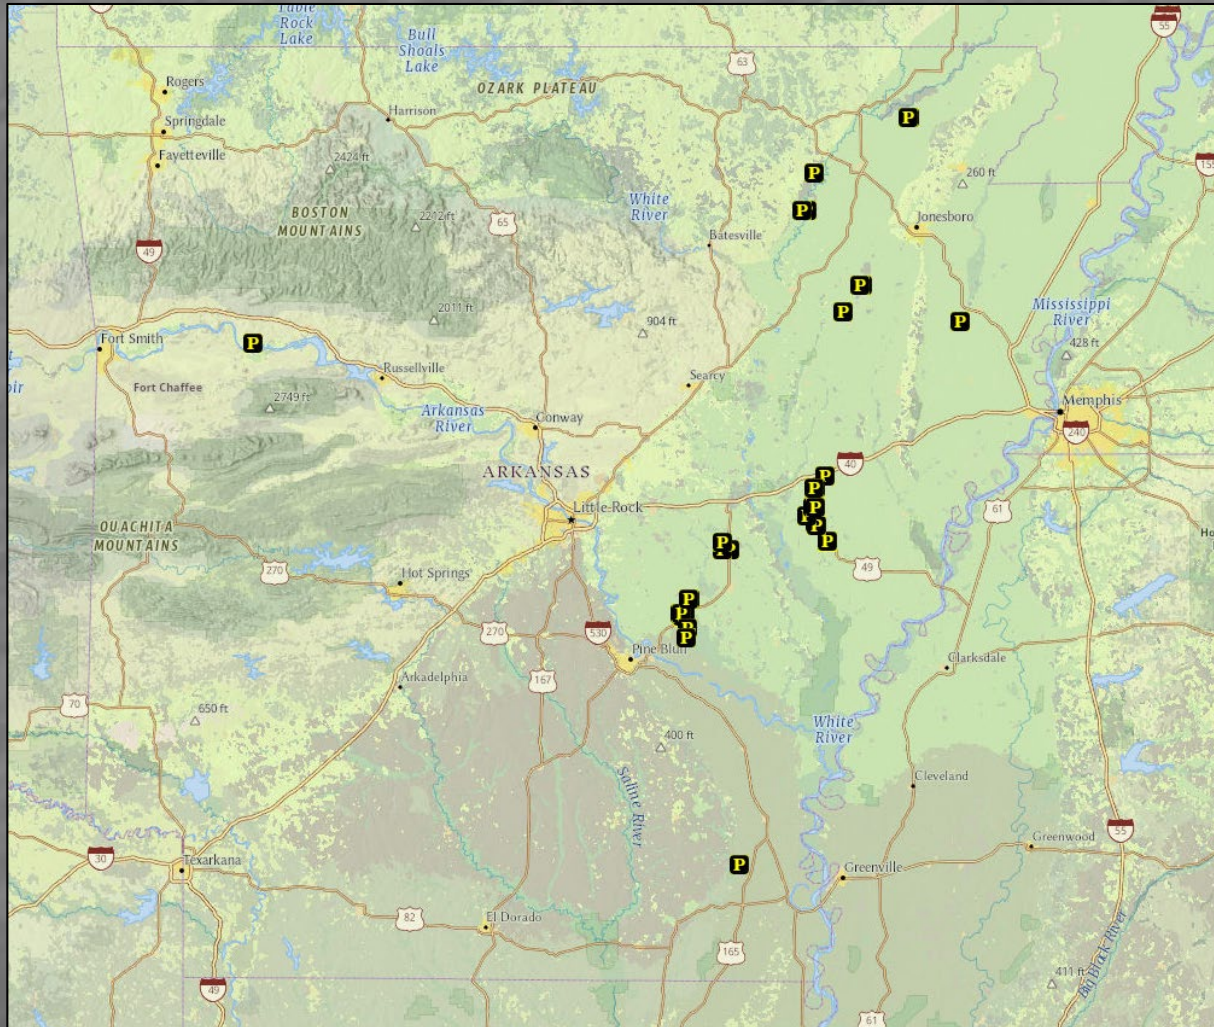 Table
Rock
Lake
Bull
Shoals
Lake
55
63
OZARK PLATEAU
Rogers
Harrison
P
Springdale
Fayetteville
2424 ft
155
P
260 ft
White
River
BOSTON
MOUNTAINS
2212 ft
65
P
Jonesboro
Batesville
49
P
2011 ft
904 ft
P
P
Mississippi
River
Fort Smith
P
428 ft
Russellville
Searcy
Fort Chaffee
2749 ft
Arkansas
River
Conway
Memphis
240
ARKANSAS
40
P
P
Little Rock
P
61
P
P
OUACHITA
MOUNTAINS
P
P
270
Hot Springs
49
P
P
270
530
P
P
Pine Bluff
Clarksdale
167
Arkadelphia
70
650 ft
White
River
400 ft
Saline River
Cleveland
55
Greenwood
30
Texarkana
P
Greenville
82
El Dorado
165
Big Black River
411 ft
49
61